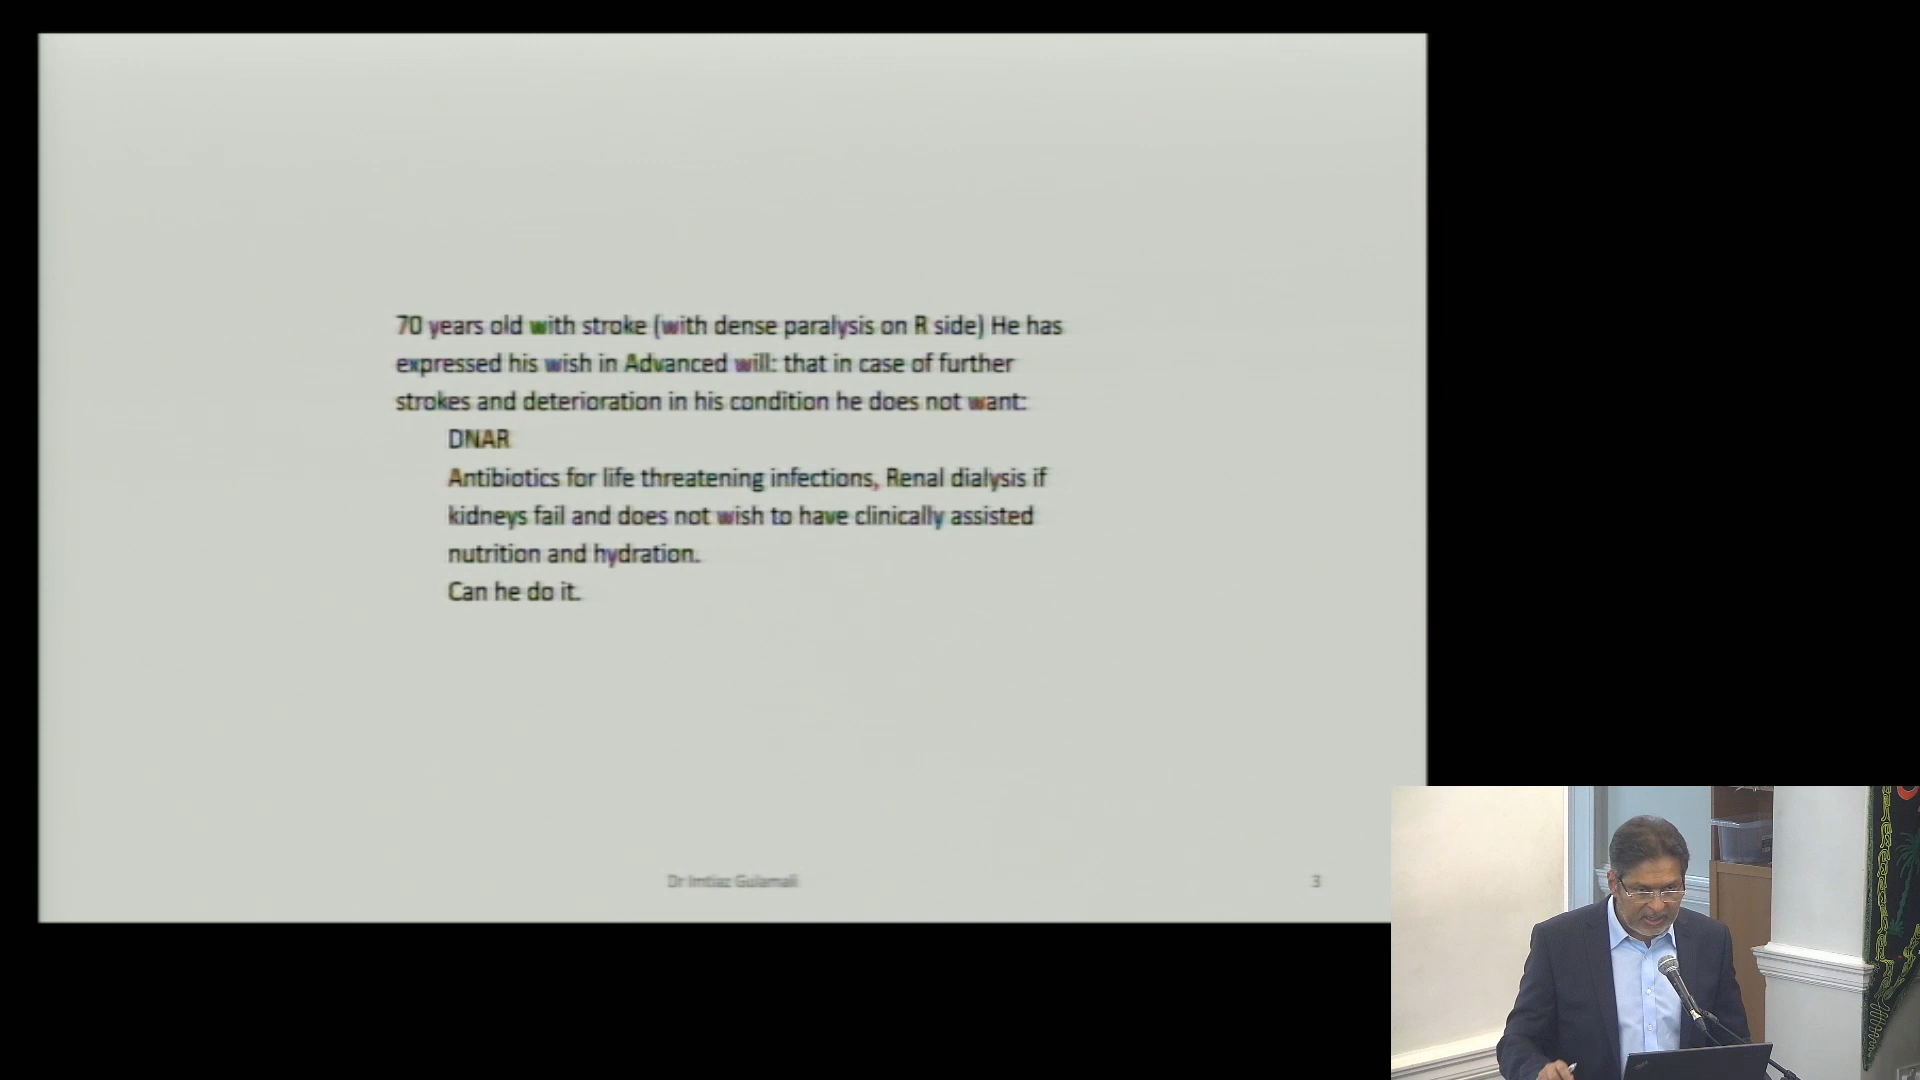 70 years old with stroke (with dense paralysis on R side) He has
expressed his wish in Advanced will: that in case of further
strokes and deterioration in his condition he does not want:
DNAR
Antibiotics for life threatening infections, Renal dialysis if
kidneys fail and does not wish to have clinically assisted
nutrition and hydration.
Can he do it.
Dr Imtiaz Gulamali
3